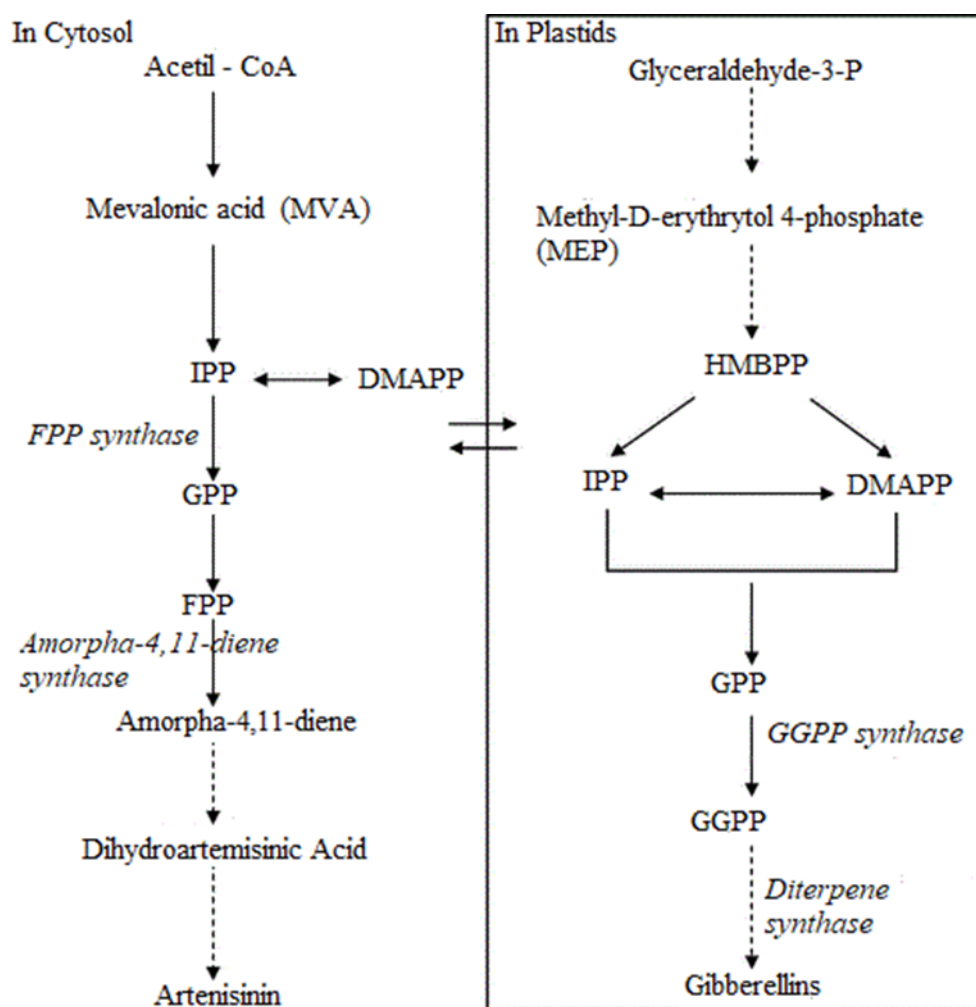 In Cytosol
Acetil - CoA
Mevalonic acid (MVA)
IPP
DMAPP
FPP synthase
GPP
FPP
Amorpha-4,11-diene
synthase
Amorpha-4,11-diene
Dihydroartemisinic Acid
Artenisinin
In Plastids
Glyceraldehyde-3-P
Methyl-D-erythrytol 4-phosphate
(MEP)
HMBPP
IPP
DMAPP
GPP
GGPP synthase
GGPP
Diterpene
synthase
Gibberellins